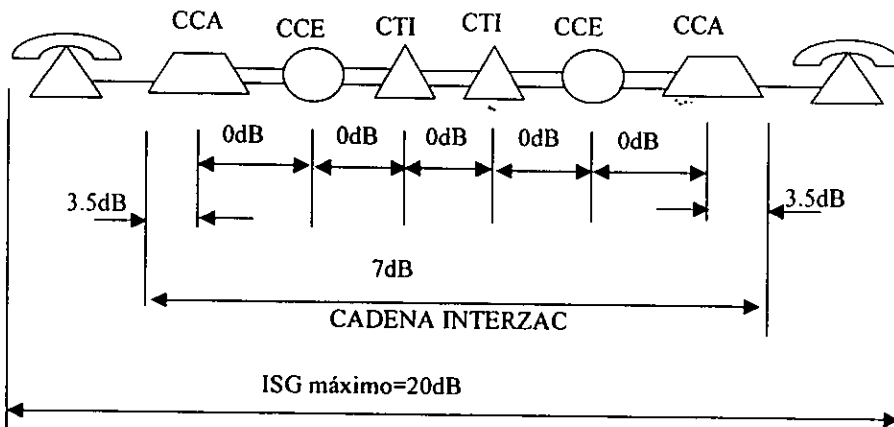 CCA CCE CTI CTI CCE CCA
0dB 0dB 0dB 0dB 0dB
3.5dB 3.5dB
7dB
CADENA INTERZAC
ISG máximo=20dB